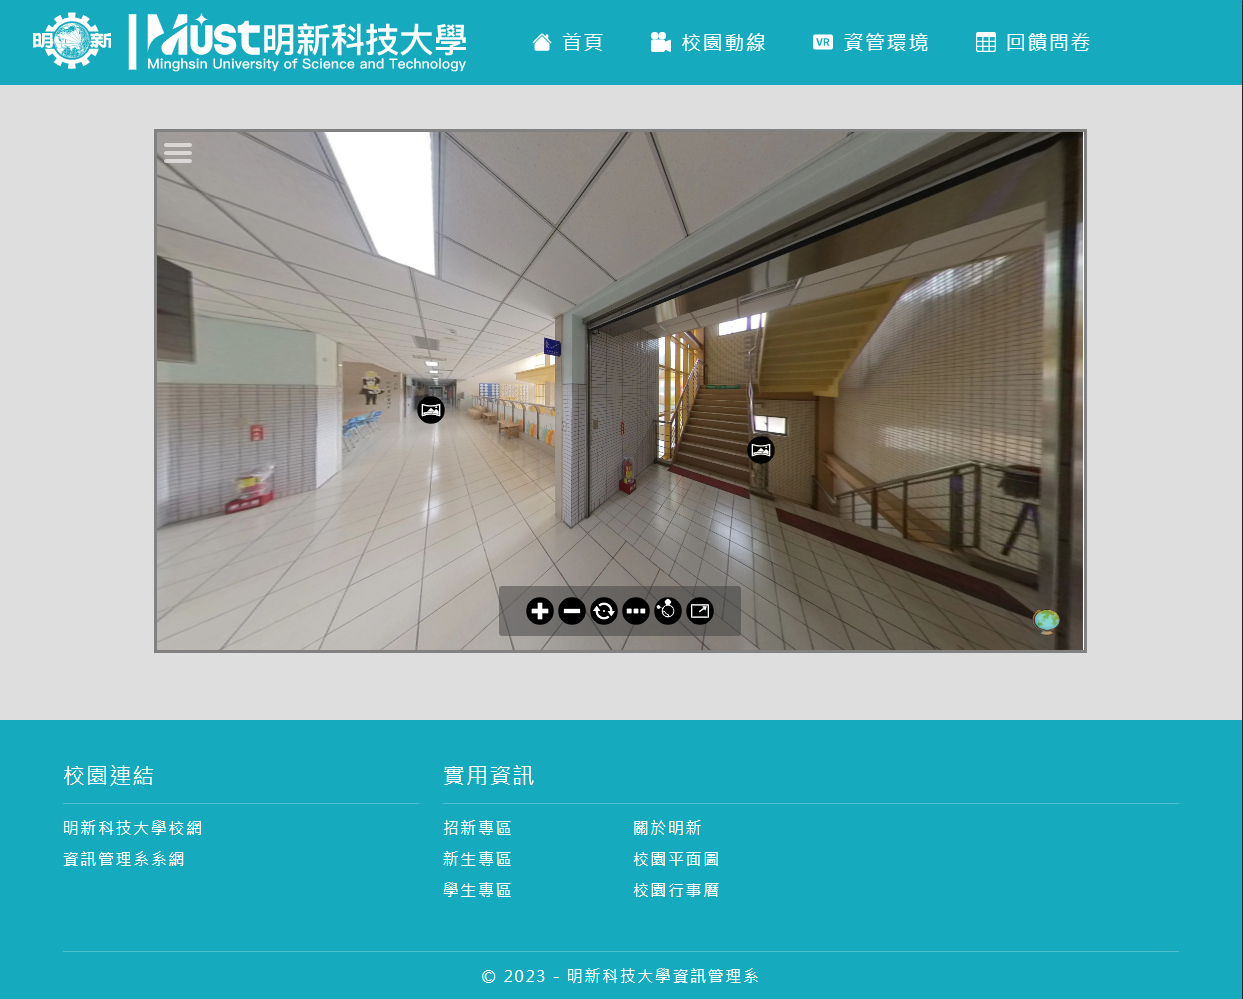 明 新
Must明新科技大學
Minghsin University of Science and Technology
首頁
校園動線
VR 資管環境
回饋問卷
校園連結
明新科技大學校網
資訊管理系系網
實用資訊
招新專區
新生專區
學生專區
關於明新
校園平面圖
校園行事曆
© 2023 - 明新科技大學資訊管理系